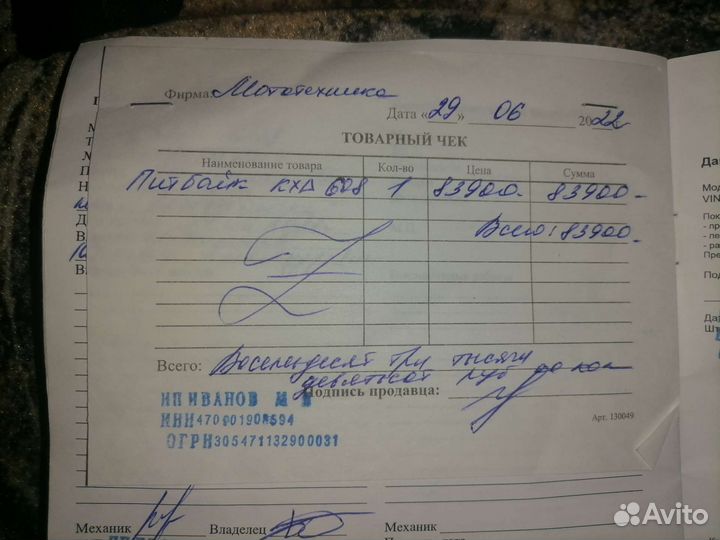 Фирма: Мототехника
Дата «29» 06 2022
ТОВАРНЫЙ ЧЕК
Наименование товара Кол-во Цена Сумма
Питбайк КХД 608 1 83900- 83900-
Всего: 83900-
Всего: Восемьдесят три тысячи
девятьсот руб 00 коп
Подпись продавца:
ИП ИВАНОВ М
ИНН
ОГРН305471132900031
Арт. 130049
Механик Владелец Механик
Avito